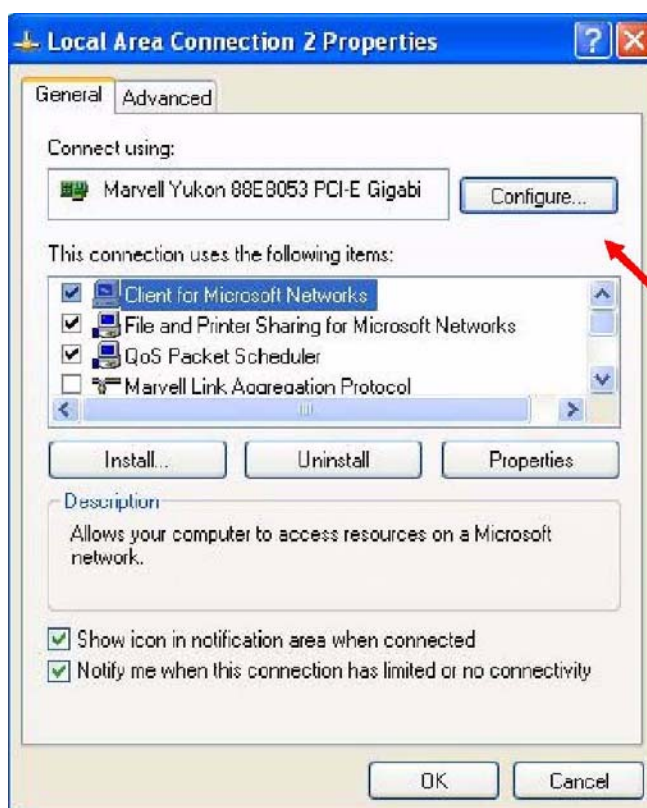 Local Area Connection 2 Properties
General Advanced
Connect using:
Marvell Yukon 88E8053 PCI-E Gigabi
Configure...
This connection uses the following items:
Client for Microsoft Networks
File and Printer Sharing for Microsoft Networks
QoS Packet Scheduler
Marvell Link Aggregation Protocol
Install...
Uninstall
Properties
Description
Allows your computer to access resources on a Microsoft
network.
Show icon in notification area when connected
Notify me when this connection has limited or no connectivity
OK
Cancel